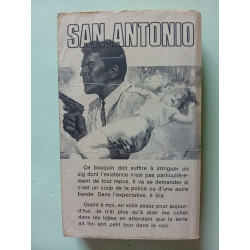 SAN ANTONIO
Ce bouquin doit suffire à intriguer un
zig dont l'existence n'est pas particulière-
ment de tout repos. Il va se demander si
c'est un coup de la police ou d'une autre
bande. Dans l'expectative, il lira.
Quant à moi, en voilà assez pour aujour-
d'hui. Je n'ai plus qu'à aller me coller
dans les toiles en attendant que la terre
ait fini son petit tour dans le noir.